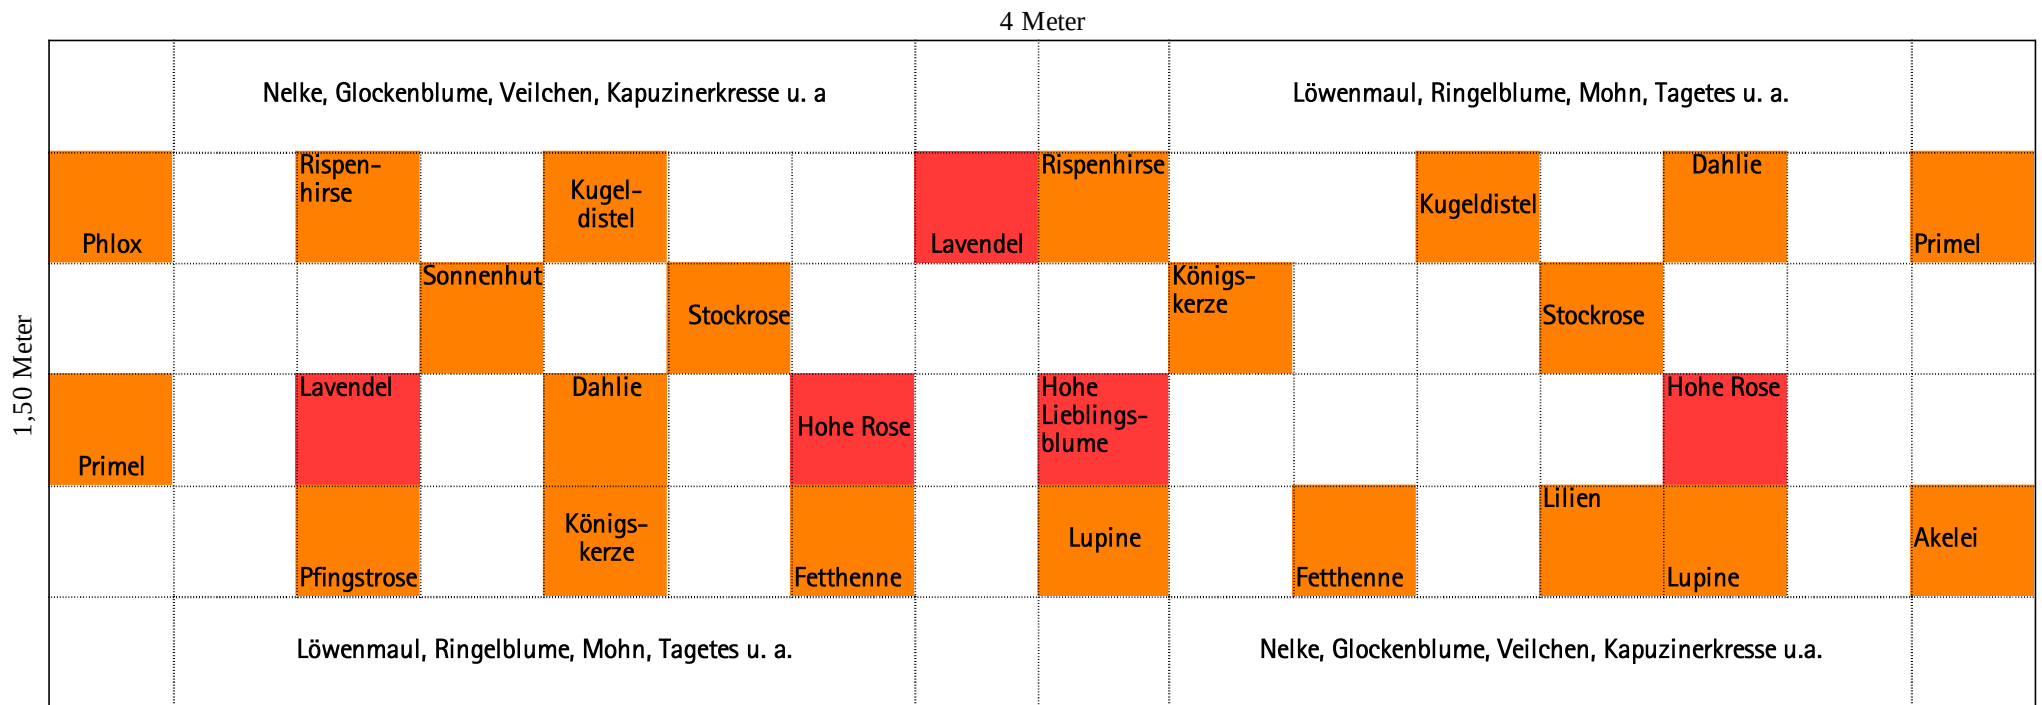 4 Meter
Nelke, Glockenblume, Veilchen, Kapuzinerkresse u. a
Löwenmaul, Ringelblume, Mohn, Tagetes u. a.
Phlox
Rispen-
hirse
Kugel-
distel
Lavendel
Rispenhirse
Kugeldistel
Dahlie
Primel
Sonnenhut
Stockrose
Königs-
kerze
Stockrose
1,50 Meter
Primel
Lavendel
Dahlie
Hohe Rose
Hohe
Lieblings-
blume
Hohe Rose
Pfingstrose
Königs-
kerze
Fetthenne
Lupine
Fetthenne
Lilien
Lupine
Akelei
Löwenmaul, Ringelblume, Mohn, Tagetes u. a.
Nelke, Glockenblume, Veilchen, Kapuzinerkresse u.a.